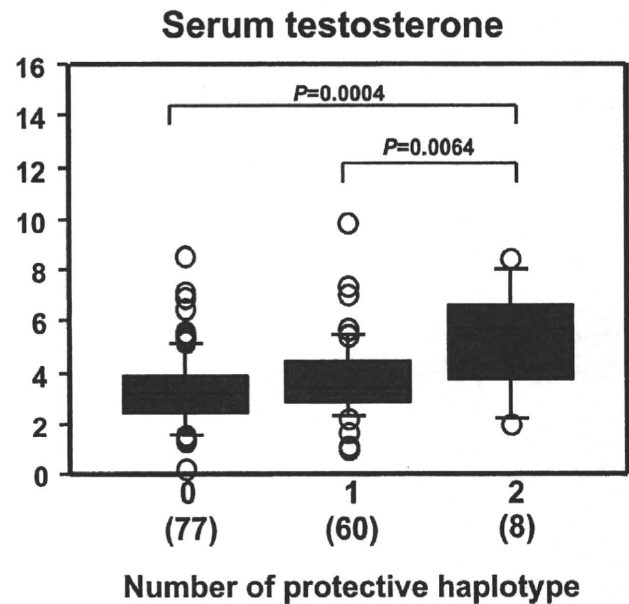 Serum testosterone
16
14
12
10
8
6
4
2
0
P=0.0004
P=0.0064
0 1 2
(77) (60) (8)
Number of protective haplotype